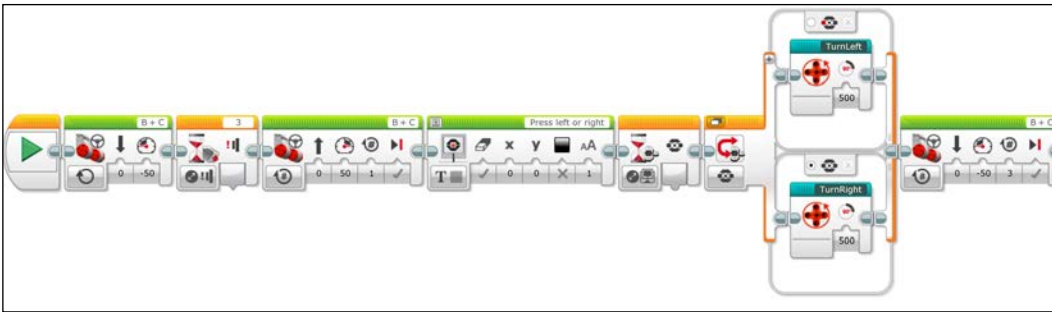 B + C
0 -50
3
B + C
0 50 1
Press left or right
x y AA
T 0 0 1
TurnLeft
500
TurnRight
500
B + C
0 -50 3